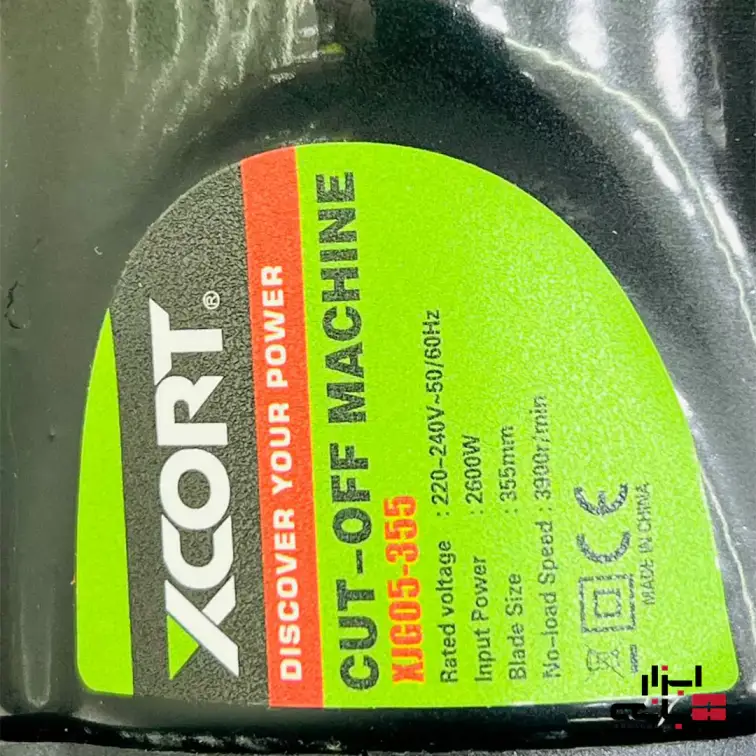 XCORT®
DISCOVER YOUR POWER
CUT-OFF MACHINE
XJG05-355
Rated voltage : 220-240V~50/60Hz
Input Power : 2600W
Blade Size : 355mm
No-load Speed : 3900r/min
CE
MADE IN CHINA
ابزار